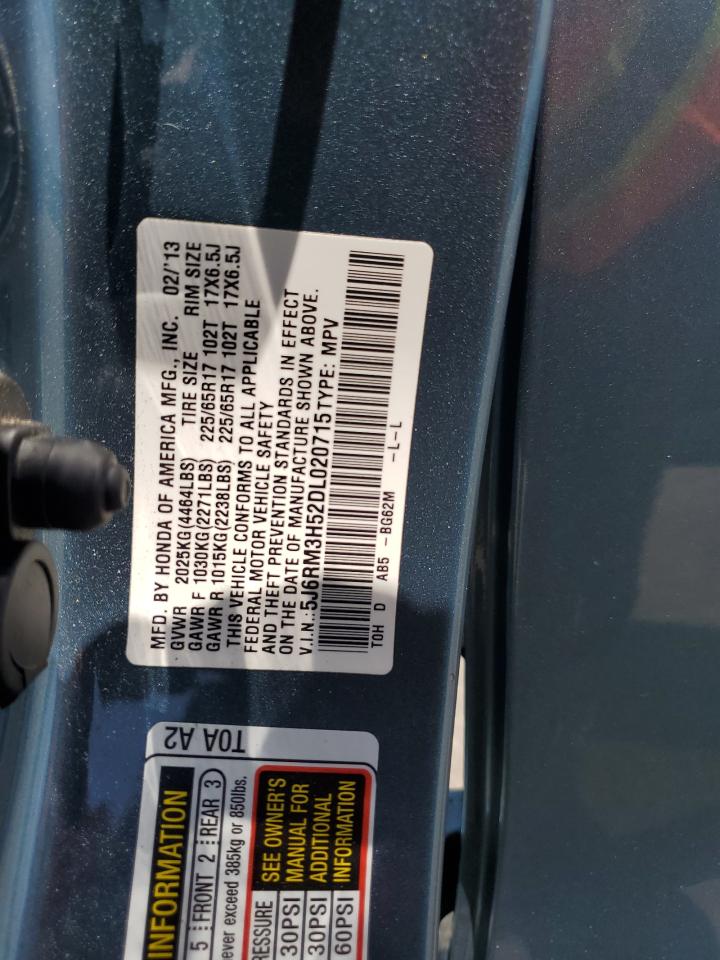 MFD. BY HONDA OF AMERICA MFG., INC. 02/'13
GVWR 2025KG(4464LBS) TIRE SIZE RIM SIZE
GAWR F 1030KG(2271LBS) 225/65R17 102T 17X6.5J
GAWR R 1015KG(2238LBS) 225/65R17 102T 17X6.5J
THIS VEHICLE CONFORMS TO ALL APPLICABLE
FEDERAL MOTOR VEHICLE SAFETY
AND THEFT PREVENTION STANDARDS IN EFFECT
ON THE DATE OF MANUFACTURE SHOWN ABOVE.
V.I.N.:5J6RM3H52DL020715 TYPE: MPV
TOH D AB5 -BG62M -L-L
T0A A2
INFORMATION
5 FRONT 2 REAR 3
never exceed 385kg or 850lbs.
RESSURE
30PSI
30PSI
60PSI
SEE OWNER'S
MANUAL FOR
ADDITIONAL
INFORMATION